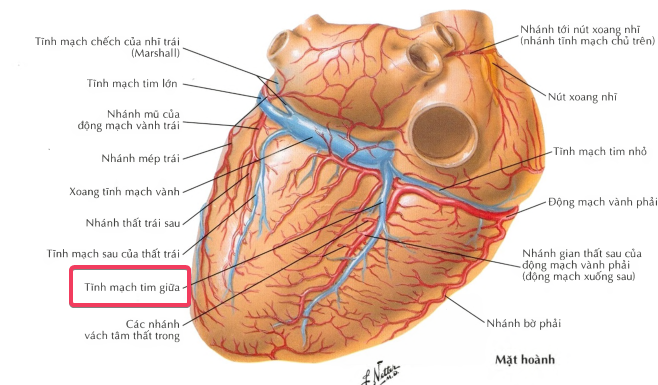 Tĩnh mạch chếch của nhĩ trái
(Marshall)
Tĩnh mạch tim lớn
Nhánh mũ của
động mạch vành trái
Nhánh mép trái
Xoang tĩnh mạch vành
Nhánh thất trái sau
Tĩnh mạch sau của thất trái
Tĩnh mạch tim giữa
Các nhánh
vách tâm thất trong
Nhánh tới nút xoang nhĩ
(nhánh tĩnh mạch chủ trên)
Nút xoang nhĩ
Tĩnh mạch tim nhỏ
Động mạch vành phải
Nhánh gian thất sau của
động mạch vành phải
(động mạch xuống sau)
Nhánh bờ phải
Mặt hoành
F. Netter
M.D.